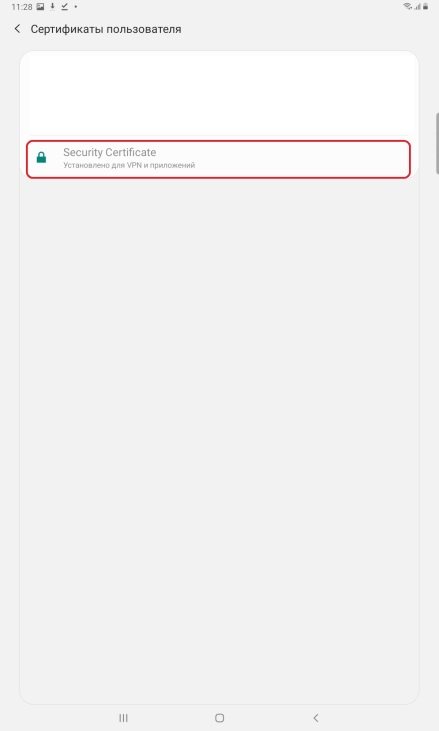 11:28
Сертификаты пользователя
Security Certificate
Установлено для VPN и приложений